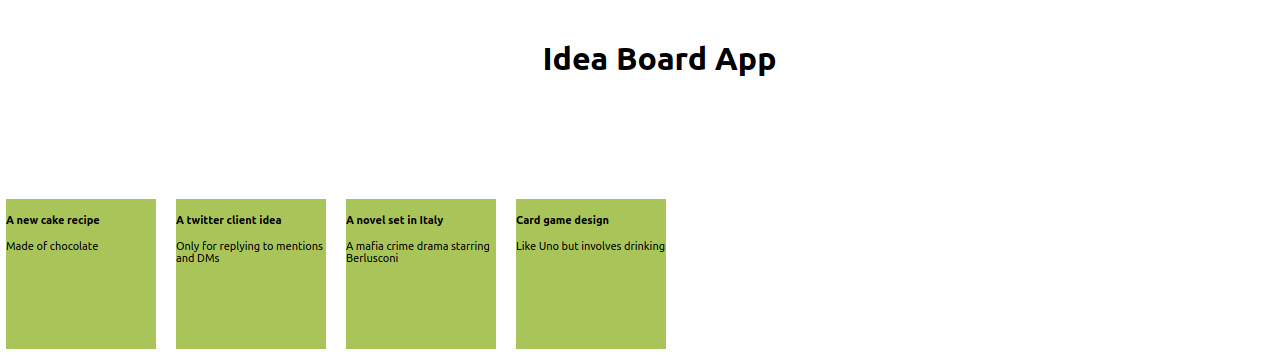 Idea Board App
A new cake recipe
Made of chocolate
A twitter client idea
Only for replying to mentions
and DMs
A novel set in Italy
A mafia crime drama starring
Berlusconi
Card game design
Like Uno but involves drinking